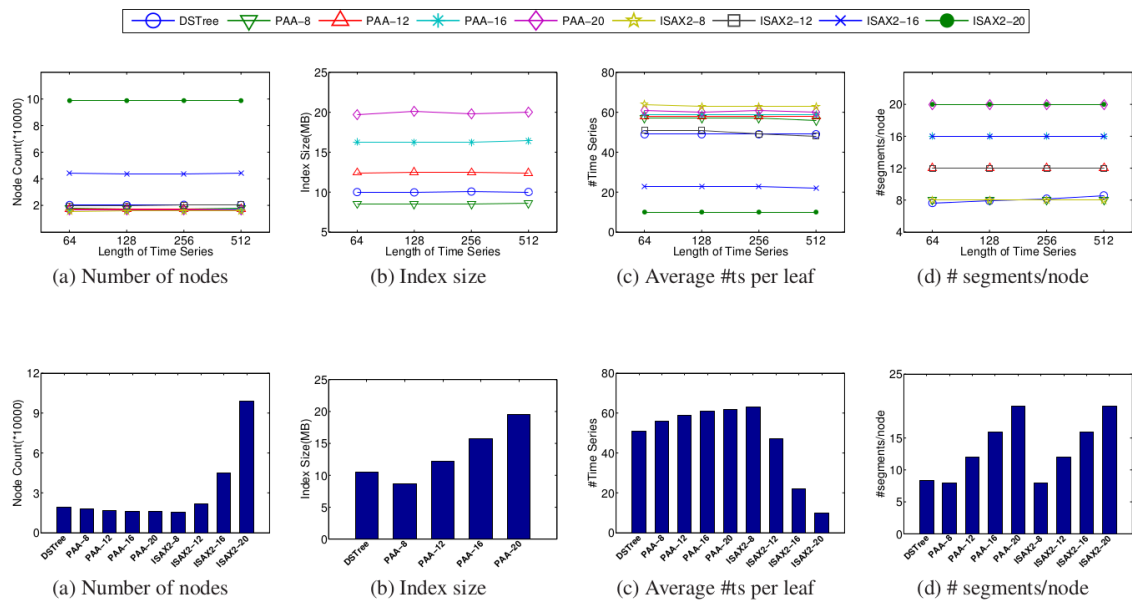 DSTree PAA−8 PAA−12 PAA−16 PAA−20 ISAX2−8 ISAX2−12 ISAX2−16 ISAX2−20
Node Count(*10000)
10
8
6
4
2
64 128 256 512
Length of Time Series
(a) Number of nodes
Index Size(MB)
25
20
15
10
5
64 128 256 512
Length of Time Series
(b) Index size
#Time Series
80
60
40
20
0
64 128 256 512
Length of Time Series
(c) Average #ts per leaf
#segments/node
24
20
16
12
8
4
64 128 256 512
Length of Time Series
(d) # segments/node
Node Count(*10000)
12
9
6
3
0
DSTree PAA−8 PAA−12 PAA−16 PAA−20 ISAX2−8 ISAX2−12 ISAX2−16 ISAX2−20
(a) Number of nodes
Index Size(MB)
25
20
15
10
5
0
DSTree PAA−8 PAA−12 PAA−16 PAA−20
(b) Index size
#Time Series
80
60
40
20
0
DSTree PAA−8 PAA−12 PAA−16 PAA−20 ISAX2−8 ISAX2−12 ISAX2−16 ISAX2−20
(c) Average #ts per leaf
#segments/node
25
20
15
10
5
0
DSTree PAA−8 PAA−12 PAA−16 PAA−20 ISAX2−8 ISAX2−12 ISAX2−16 ISAX2−20
(d) # segments/node